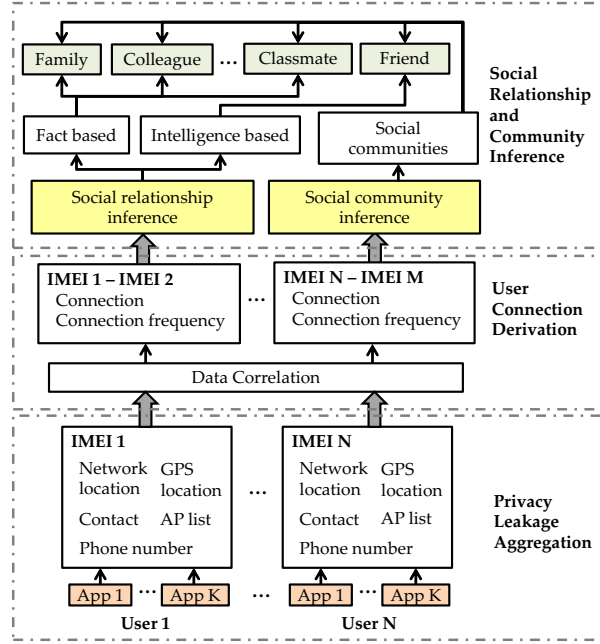 Family
Colleague
...
Classmate
Friend
Social
Relationship
and
Community
Inference
Fact based
Intelligence based
Social
communities
Social relationship
inference
Social community
inference
IMEI 1 – IMEI 2
Connection
Connection frequency
...
IMEI N – IMEI M
Connection
Connection frequency
User
Connection
Derivation
Data Correlation
IMEI 1
Network
location
GPS
location
Contact
AP list
Phone number
...
IMEI N
Network
location
GPS
location
Contact
AP list
Phone number
Privacy
Leakage
Aggregation
App 1
...
App K
...
App 1
...
App K
User 1
User N